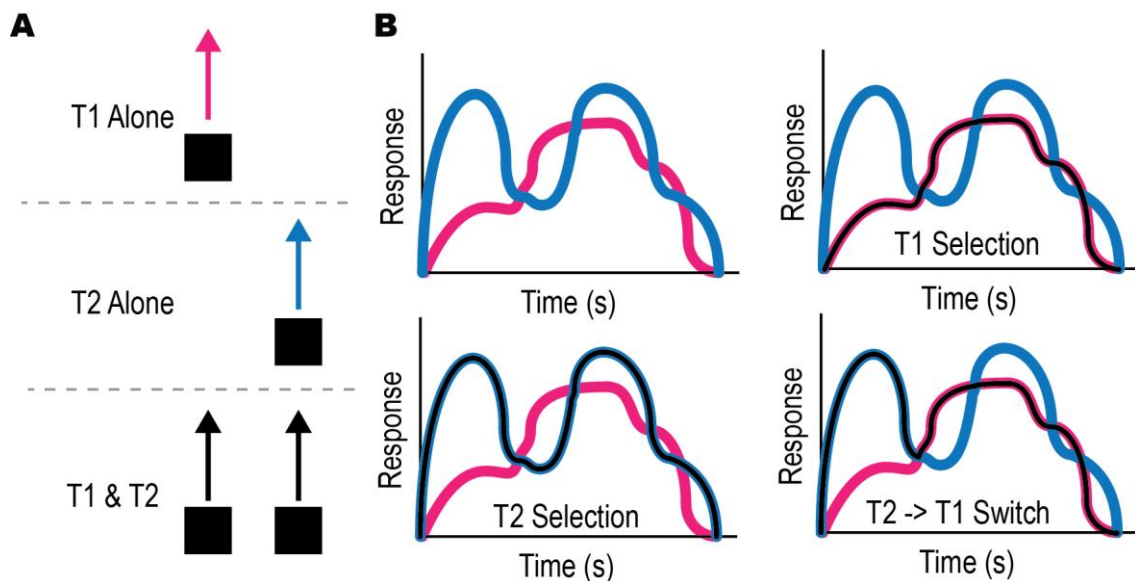 A
T1 Alone
T2 Alone
T1 & T2
B
Response
Time (s)
Response
T1 Selection
Time (s)
Response
T2 Selection
Time (s)
Response
T2 -> T1 Switch
Time (s)